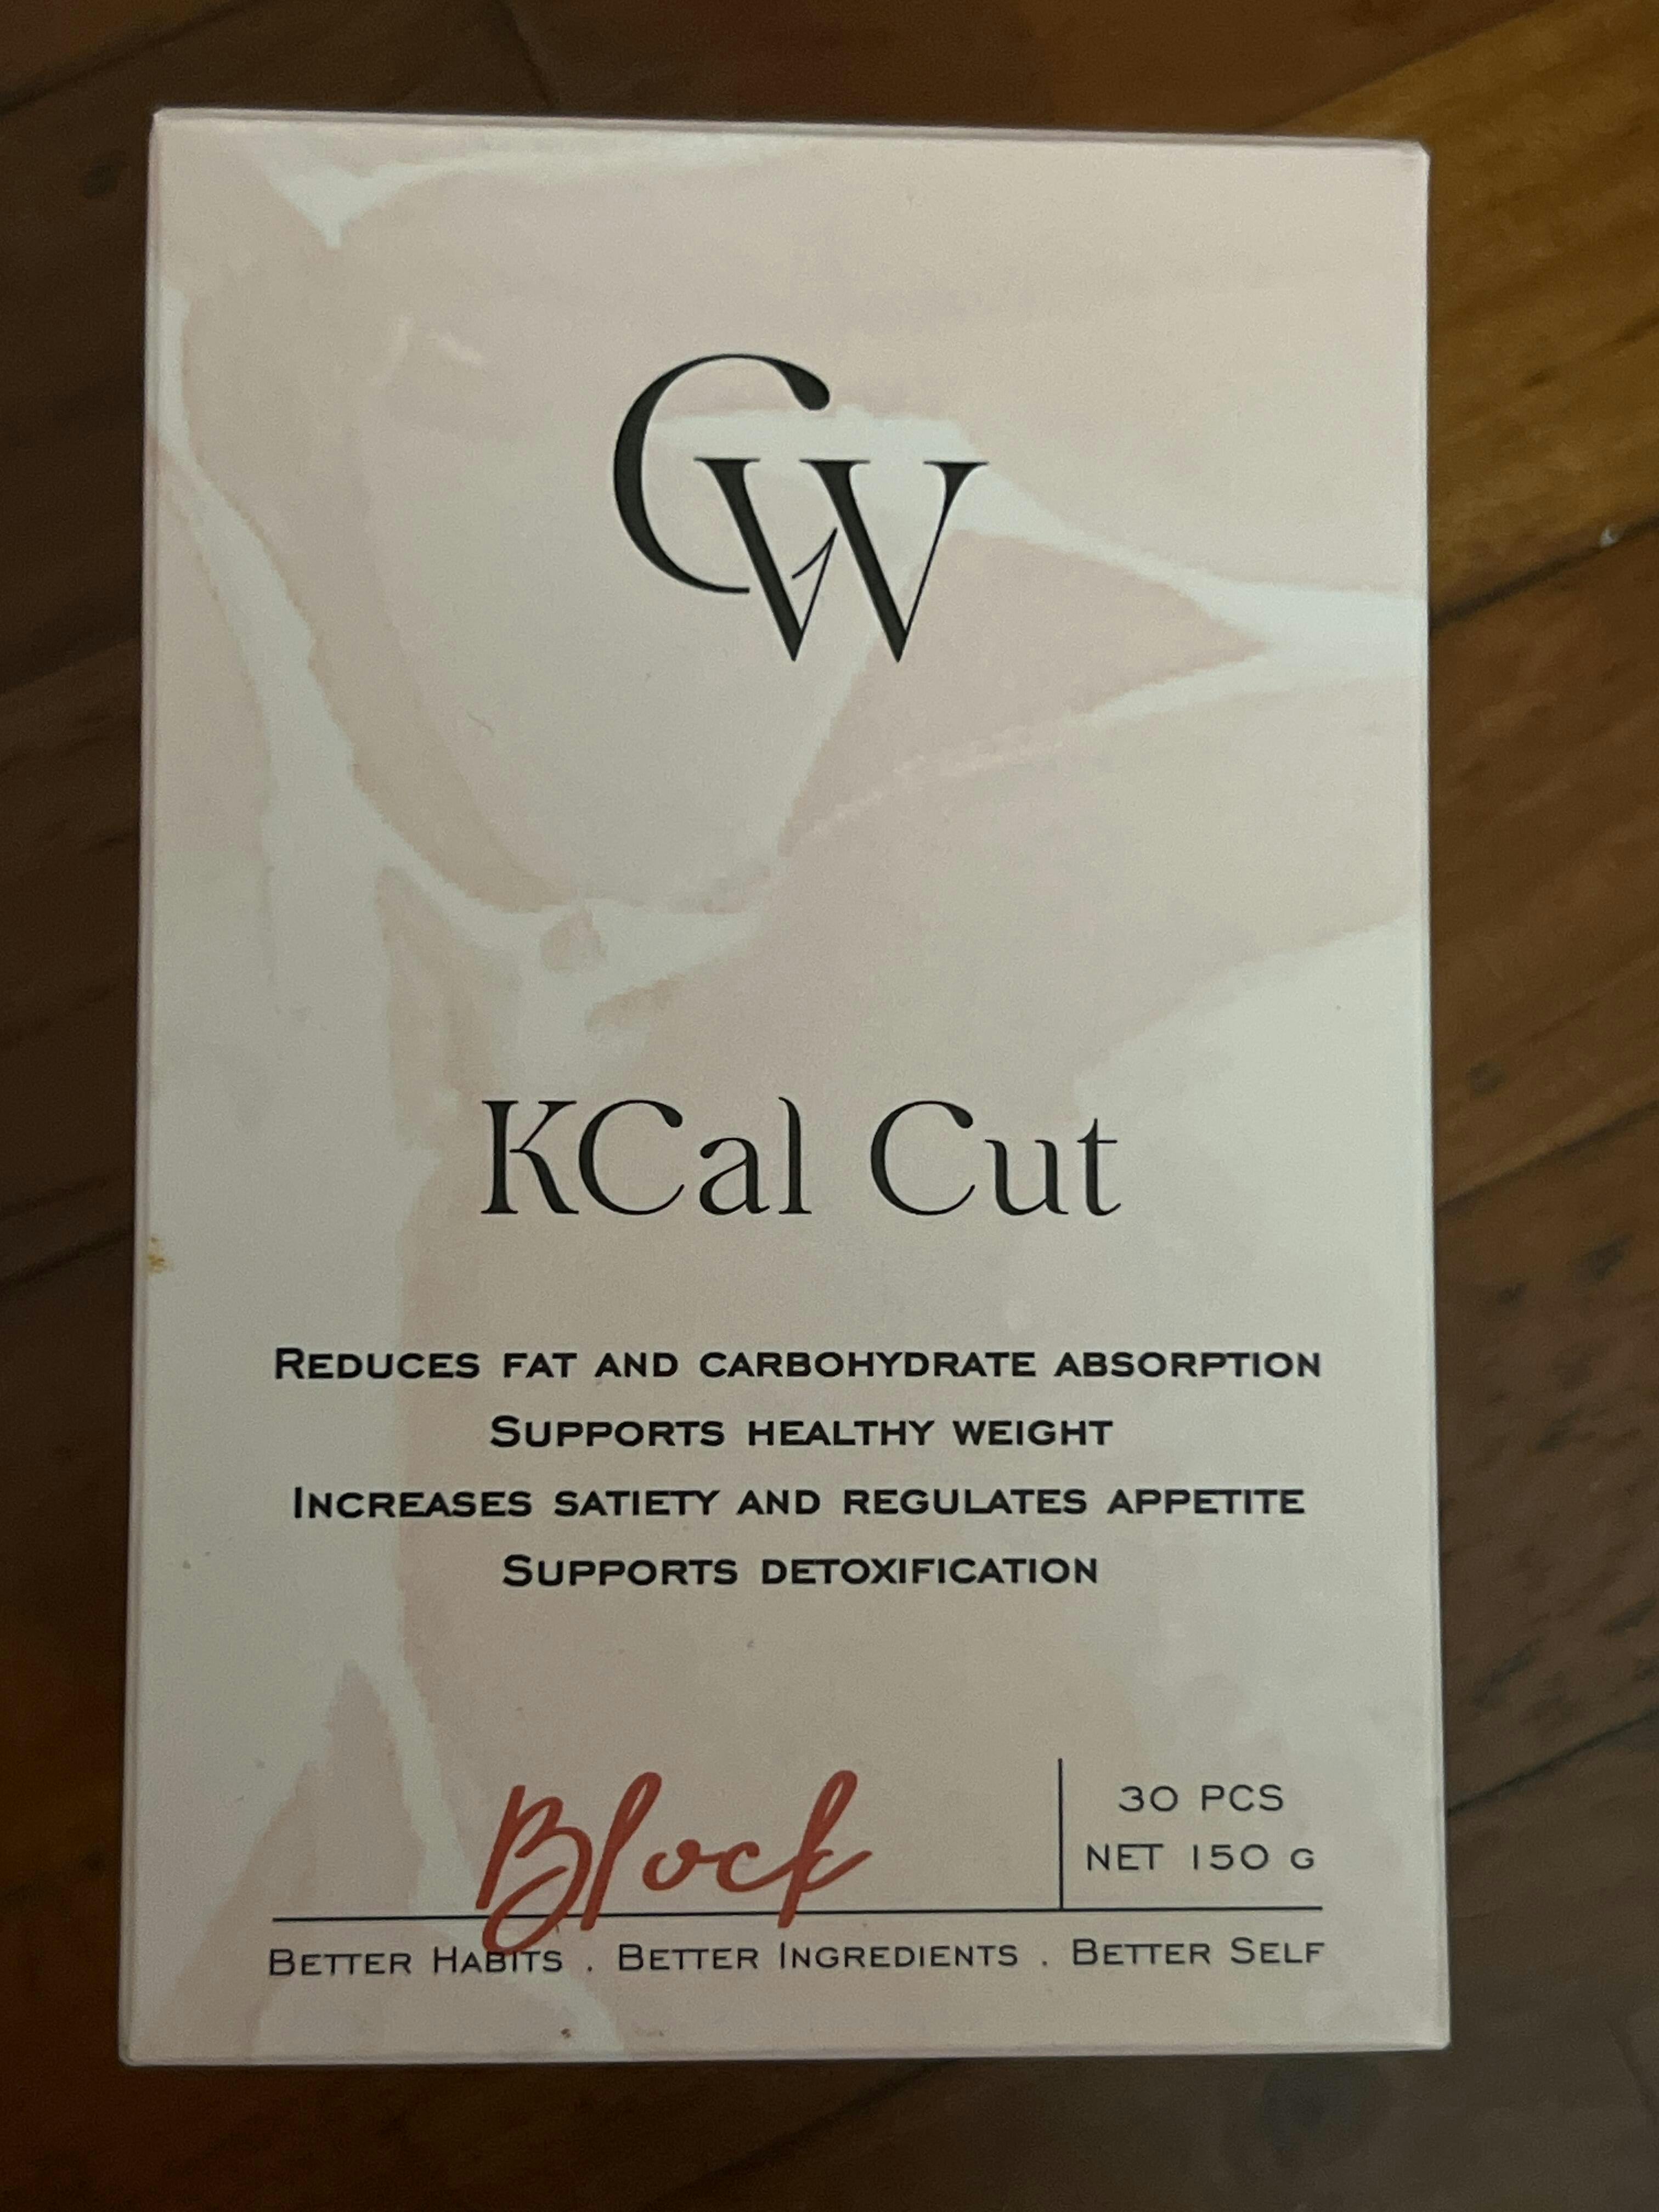 CW
KCal Cut
REDUCES FAT AND CARBOHYDRATE ABSORPTION
SUPPORTS HEALTHY WEIGHT
INCREASES SATIETY AND REGULATES APPETITE
SUPPORTS DETOXIFICATION
Block
30 PCS
NET 150 G
BETTER HABITS . BETTER INGREDIENTS . BETTER SELF